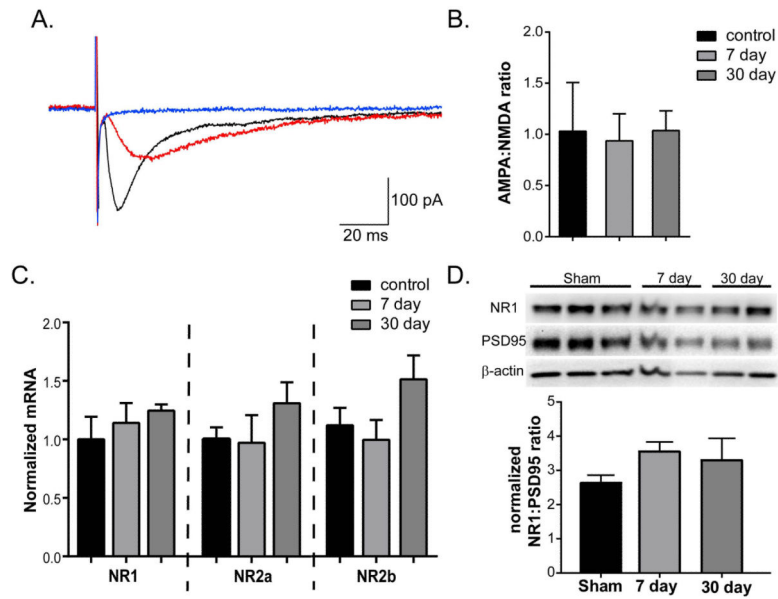 A.
100 pA
20 ms
B.
control
7 day
30 day
AMPA:NMDA ratio
2.0
1.5
1.0
0.5
0.0
C.
control
7 day
30 day
Normalized mRNA
2.0
1.5
1.0
0.5
0.0
NR1
NR2a
NR2b
D.
Sham 7 day 30 day
NR1
PSD95
β-actin
normalized
NR1:PSD95 ratio
5
4
3
2
1
0
Sham 7 day 30 day